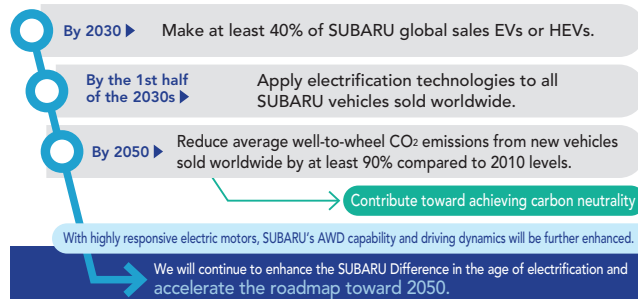 By 2030▶ Make at least 40% of SUBARU global sales EVs or HEVs.
By the 1st half
of the 2030s▶
Apply electrification technologies to all
SUBARU vehicles sold worldwide.
By 2050▶
Reduce average well-to-wheel CO2 emissions from new vehicles
sold worldwide by at least 90% compared to 2010 levels.
Contribute toward achieving carbon neutrality
With highly responsive electric motors, SUBARU's AWD capability and driving dynamics will be further enhanced.
We will continue to enhance the SUBARU Difference in the age of electrification and
accelerate the roadmap toward 2050.